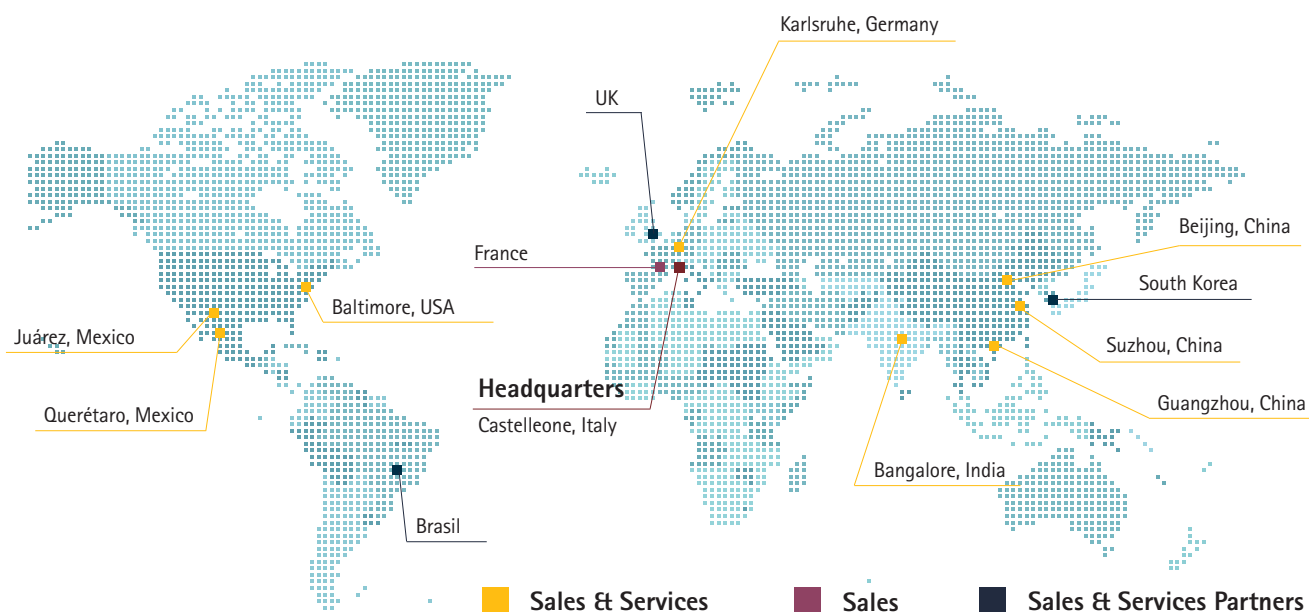 Karlsruhe, Germany
UK
Beijing, China
France
South Korea
Baltimore, USA
Juárez, Mexico
Suzhou, China
Headquarters
Castelleone, Italy
Querétaro, Mexico
Guangzhou, China
Bangalore, India
Brasil
Sales & Services
Sales
Sales & Services Partners